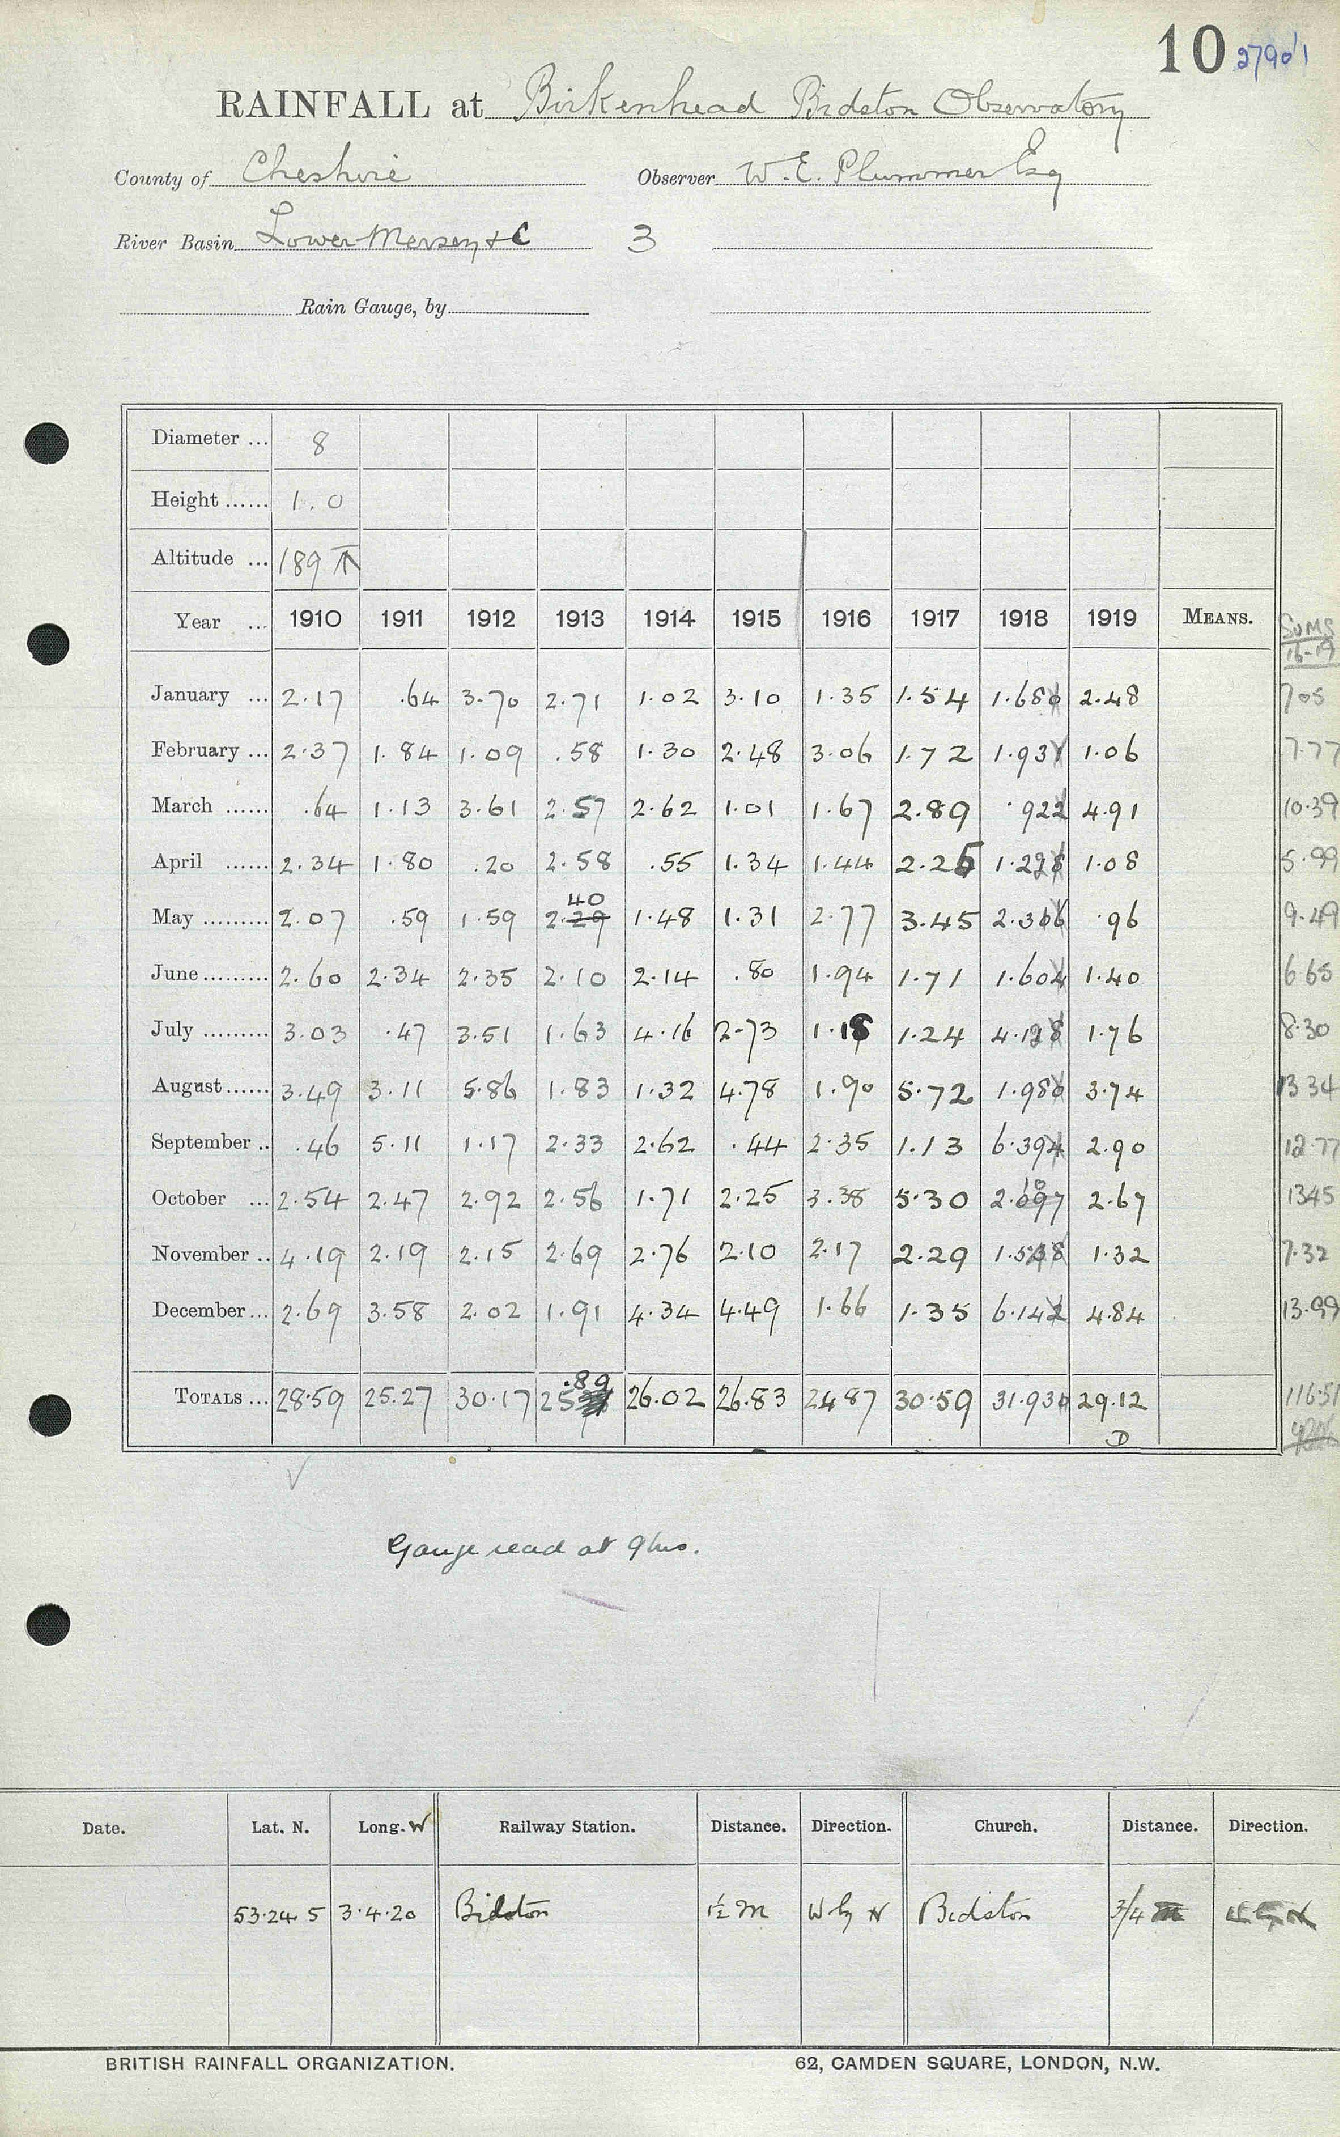 10 27901
RAINFALL at Birkenhead Bidston Observatory
County of Cheshire Observer W. E. Plummer Esq
River Basin Lower Mersey + C 3
Rain Gauge, by
Diameter ... 8
Height ...... 1.0
Altitude ... 189 T
Year ... 1910 1911 1912 1913 1914 1915 1916 1917 1918 1919 MEANS. SUMS
16-19
January ... 2.17 .64 3.70 2.71 1.02 3.10 1.35 1.54 1.68 2.48 7.05
February ... 2.37 1.84 1.09 .58 1.30 2.48 3.06 1.72 1.93 1.06 7.77
March ...... .64 1.13 3.61 2.57 2.62 1.01 1.67 2.89 .922 4.91 10.39
April ...... 2.34 1.80 .20 2.58 .55 1.34 1.44 2.25 1.22 1.08 5.99
40
May ......... 2.07 .59 1.59 2.29 1.48 1.31 2.77 3.45 2.3 .96 9.49
June ......... 2.60 2.34 2.35 2.10 2.14 .80 1.94 1.71 1.60 1.40 6.65
July ......... 3.03 .47 3.51 1.63 4.16 2.73 1.18 1.24 4.12 1.76 8.30
August ...... 3.49 3.11 5.86 1.83 1.32 4.78 1.90 5.72 1.98 3.74 13.34
September .. .46 5.11 1.17 2.33 2.62 .44 2.35 1.13 6.39 2.90 12.77
October ... 2.54 2.47 2.92 2.56 1.71 2.25 3.38 5.30 2.697 2.67 1345
November .. 4.19 2.19 2.15 2.69 2.76 2.10 2.17 2.29 1.5 1.32 7.32
December ... 2.69 3.58 2.02 1.91 4.34 4.49 1.66 1.35 6.14 4.84 13.99
.89
TOTALS ... 28.59 25.27 30.17 25 26.02 26.83 24.87 30.59 31.93 29.12 116.51
D
Gauge read at 9 hrs.
Date. Lat. N. Long. W Railway Station. Distance. Direction. Church. Distance. Direction.
53.24 5 3.4.20 Bidston 1½ m W by N Bidston 3/4
BRITISH RAINFALL ORGANIZATION. 62, CAMDEN SQUARE, LONDON, N.W.